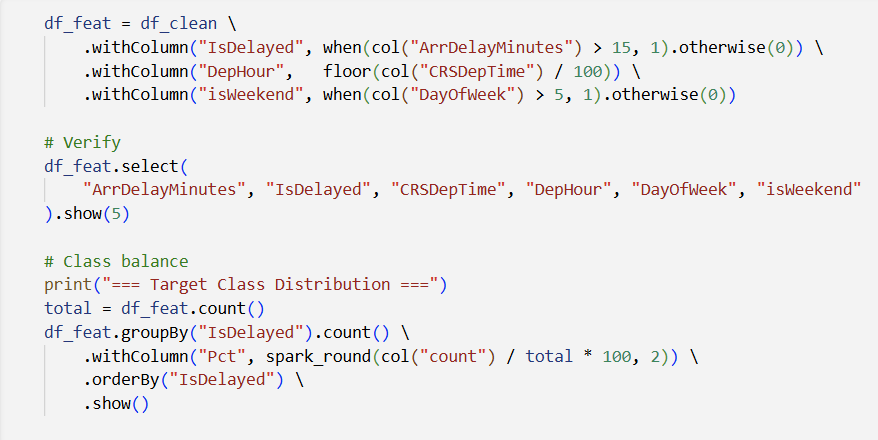 df_feat = df_clean \
    .withColumn("IsDelayed", when(col("ArrDelayMinutes") > 15, 1).otherwise(0)) \
    .withColumn("DepHour",   floor(col("CRSDepTime") / 100)) \
    .withColumn("isWeekend", when(col("DayOfWeek") > 5, 1).otherwise(0))

# Verify
df_feat.select(
    "ArrDelayMinutes", "IsDelayed", "CRSDepTime", "DepHour", "DayOfWeek", "isWeekend"
).show(5)

# Class balance
print("=== Target Class Distribution ===")
total = df_feat.count()
df_feat.groupBy("IsDelayed").count() \
    .withColumn("Pct", spark_round(col("count") / total * 100, 2)) \
    .orderBy("IsDelayed") \
    .show()